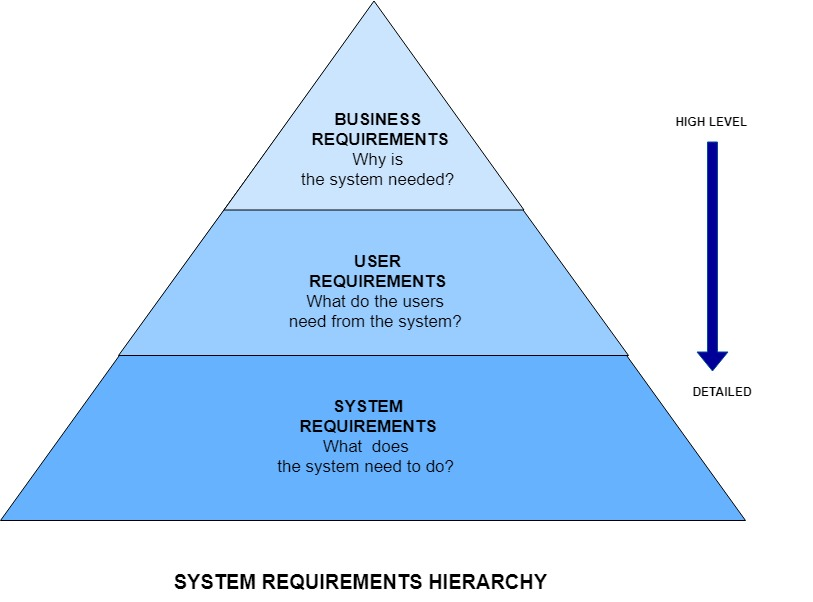 BUSINESS
REQUIREMENTS
Why is
the system needed?
HIGH LEVEL
USER
REQUIREMENTS
What do the users
need from the system?
DETAILED
SYSTEM
REQUIREMENTS
What does
the system need to do?
SYSTEM REQUIREMENTS HIERARCHY